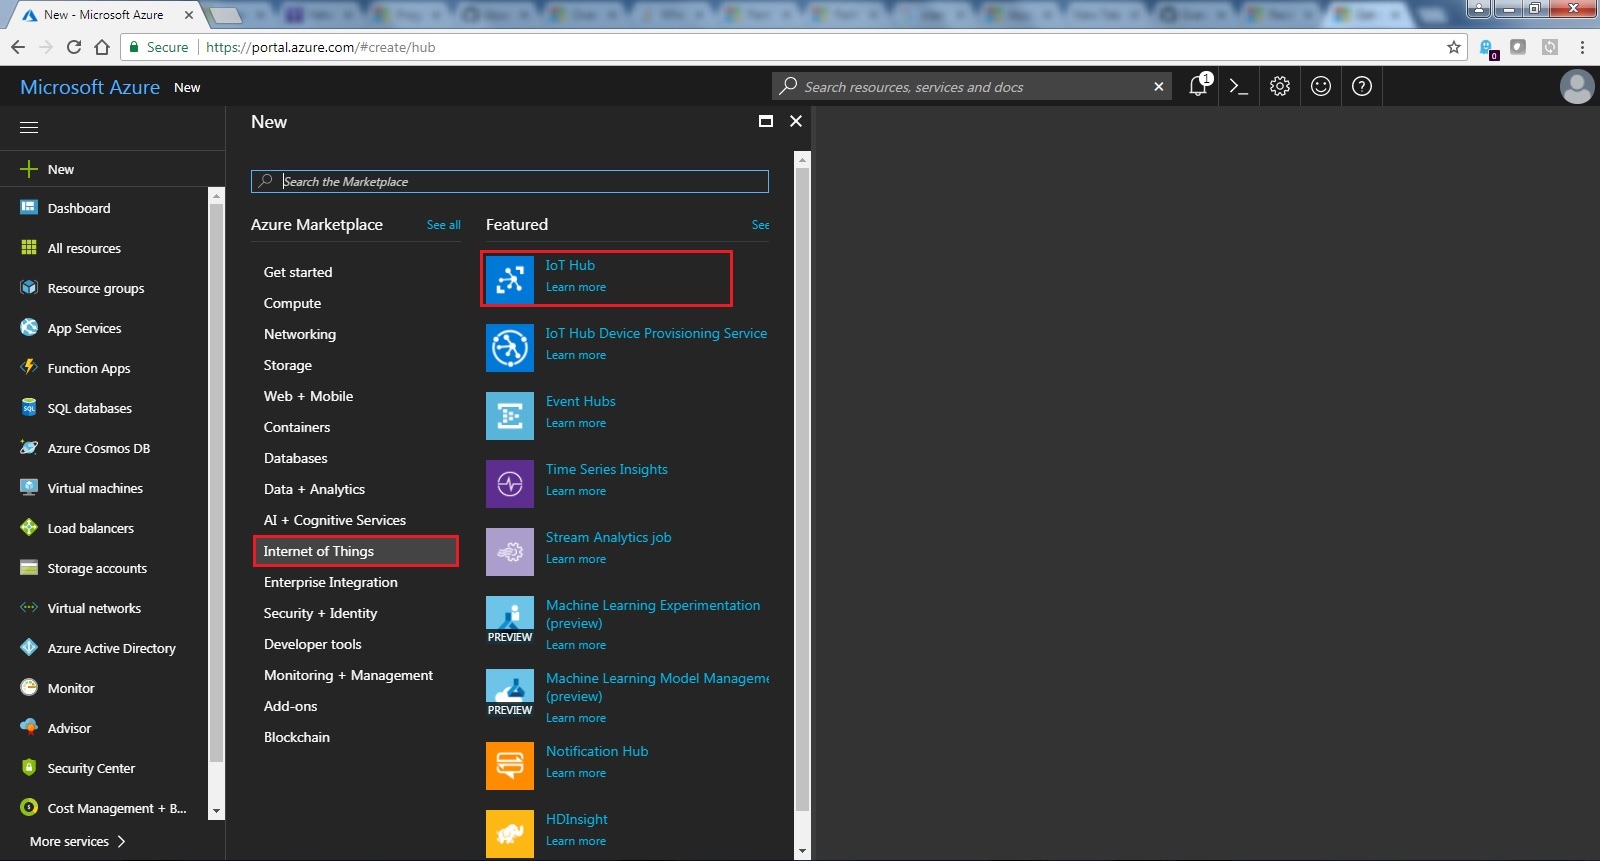 New - Microsoft Azure
Secure
https://portal.azure.com/#create/hub
0
Microsoft Azure
New
Search resources, services and docs
1
New
Search the Marketplace
Azure Marketplace
See all
Get started
Compute
Networking
Storage
Web + Mobile
Containers
Databases
Data + Analytics
AI + Cognitive Services
Internet of Things
Enterprise Integration
Security + Identity
Developer tools
Monitoring + Management
Add-ons
Blockchain
Featured
See
IoT Hub
Learn more
IoT Hub Device Provisioning Service
Learn more
Event Hubs
Learn more
Time Series Insights
Learn more
Stream Analytics job
Learn more
Machine Learning Experimentation
(preview)
PREVIEW
Learn more
Machine Learning Model Manageme
(preview)
PREVIEW
Learn more
Notification Hub
Learn more
HDInsight
Learn more
New
Dashboard
All resources
Resource groups
App Services
Function Apps
SQL
SQL databases
Azure Cosmos DB
Virtual machines
Load balancers
Storage accounts
Virtual networks
Azure Active Directory
Monitor
Advisor
Security Center
Cost Management + B...
More services